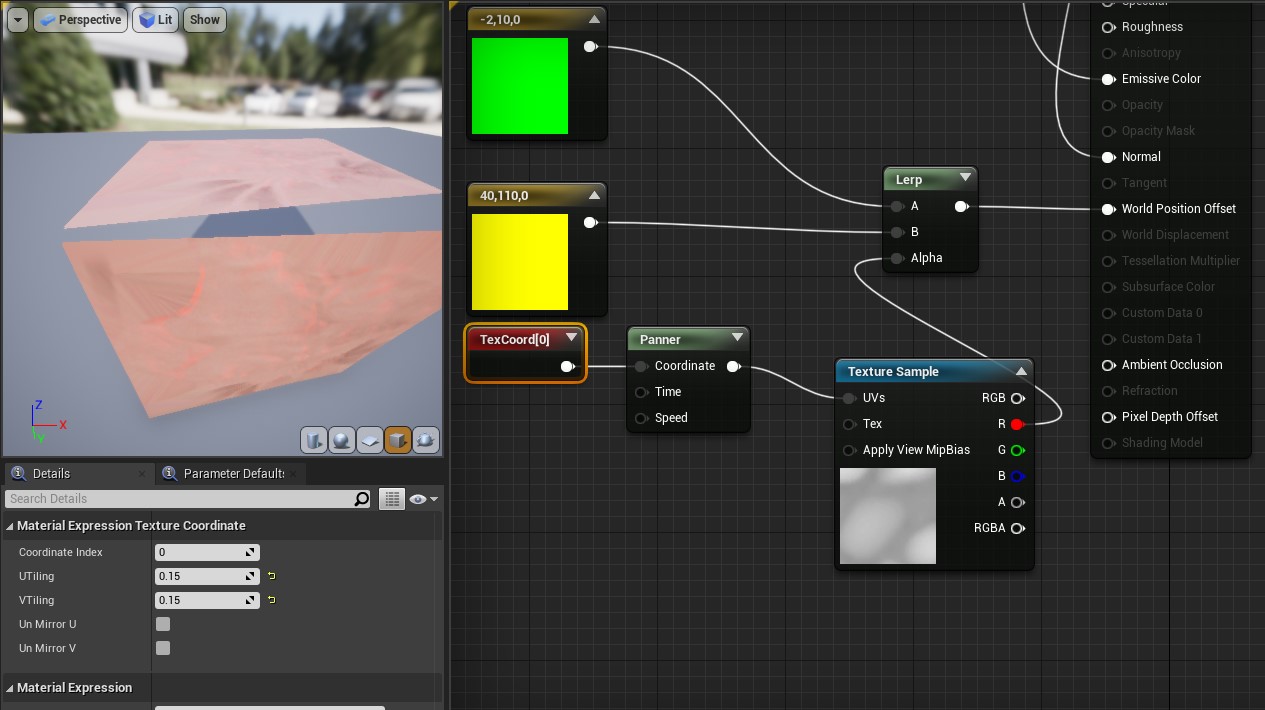 Perspective
Lit
Show
Z
X
Y
Details
Parameter Defaults
Search Details
Material Expression Texture Coordinate
Coordinate Index
0
UTiling
0.15
VTiling
0.15
Un Mirror U
Un Mirror V
Material Expression
-2,10,0
40,110,0
TexCoord[0]
Panner
Coordinate
Time
Speed
Lerp
A
B
Alpha
Texture Sample
UVs
RGB
Tex
R
Apply View MipBias
G
B
A
RGBA
Specular
Roughness
Anisotropy
Emissive Color
Opacity
Opacity Mask
Normal
Tangent
World Position Offset
World Displacement
Tessellation Multiplier
Subsurface Color
Custom Data 0
Custom Data 1
Ambient Occlusion
Refraction
Pixel Depth Offset
Shading Model